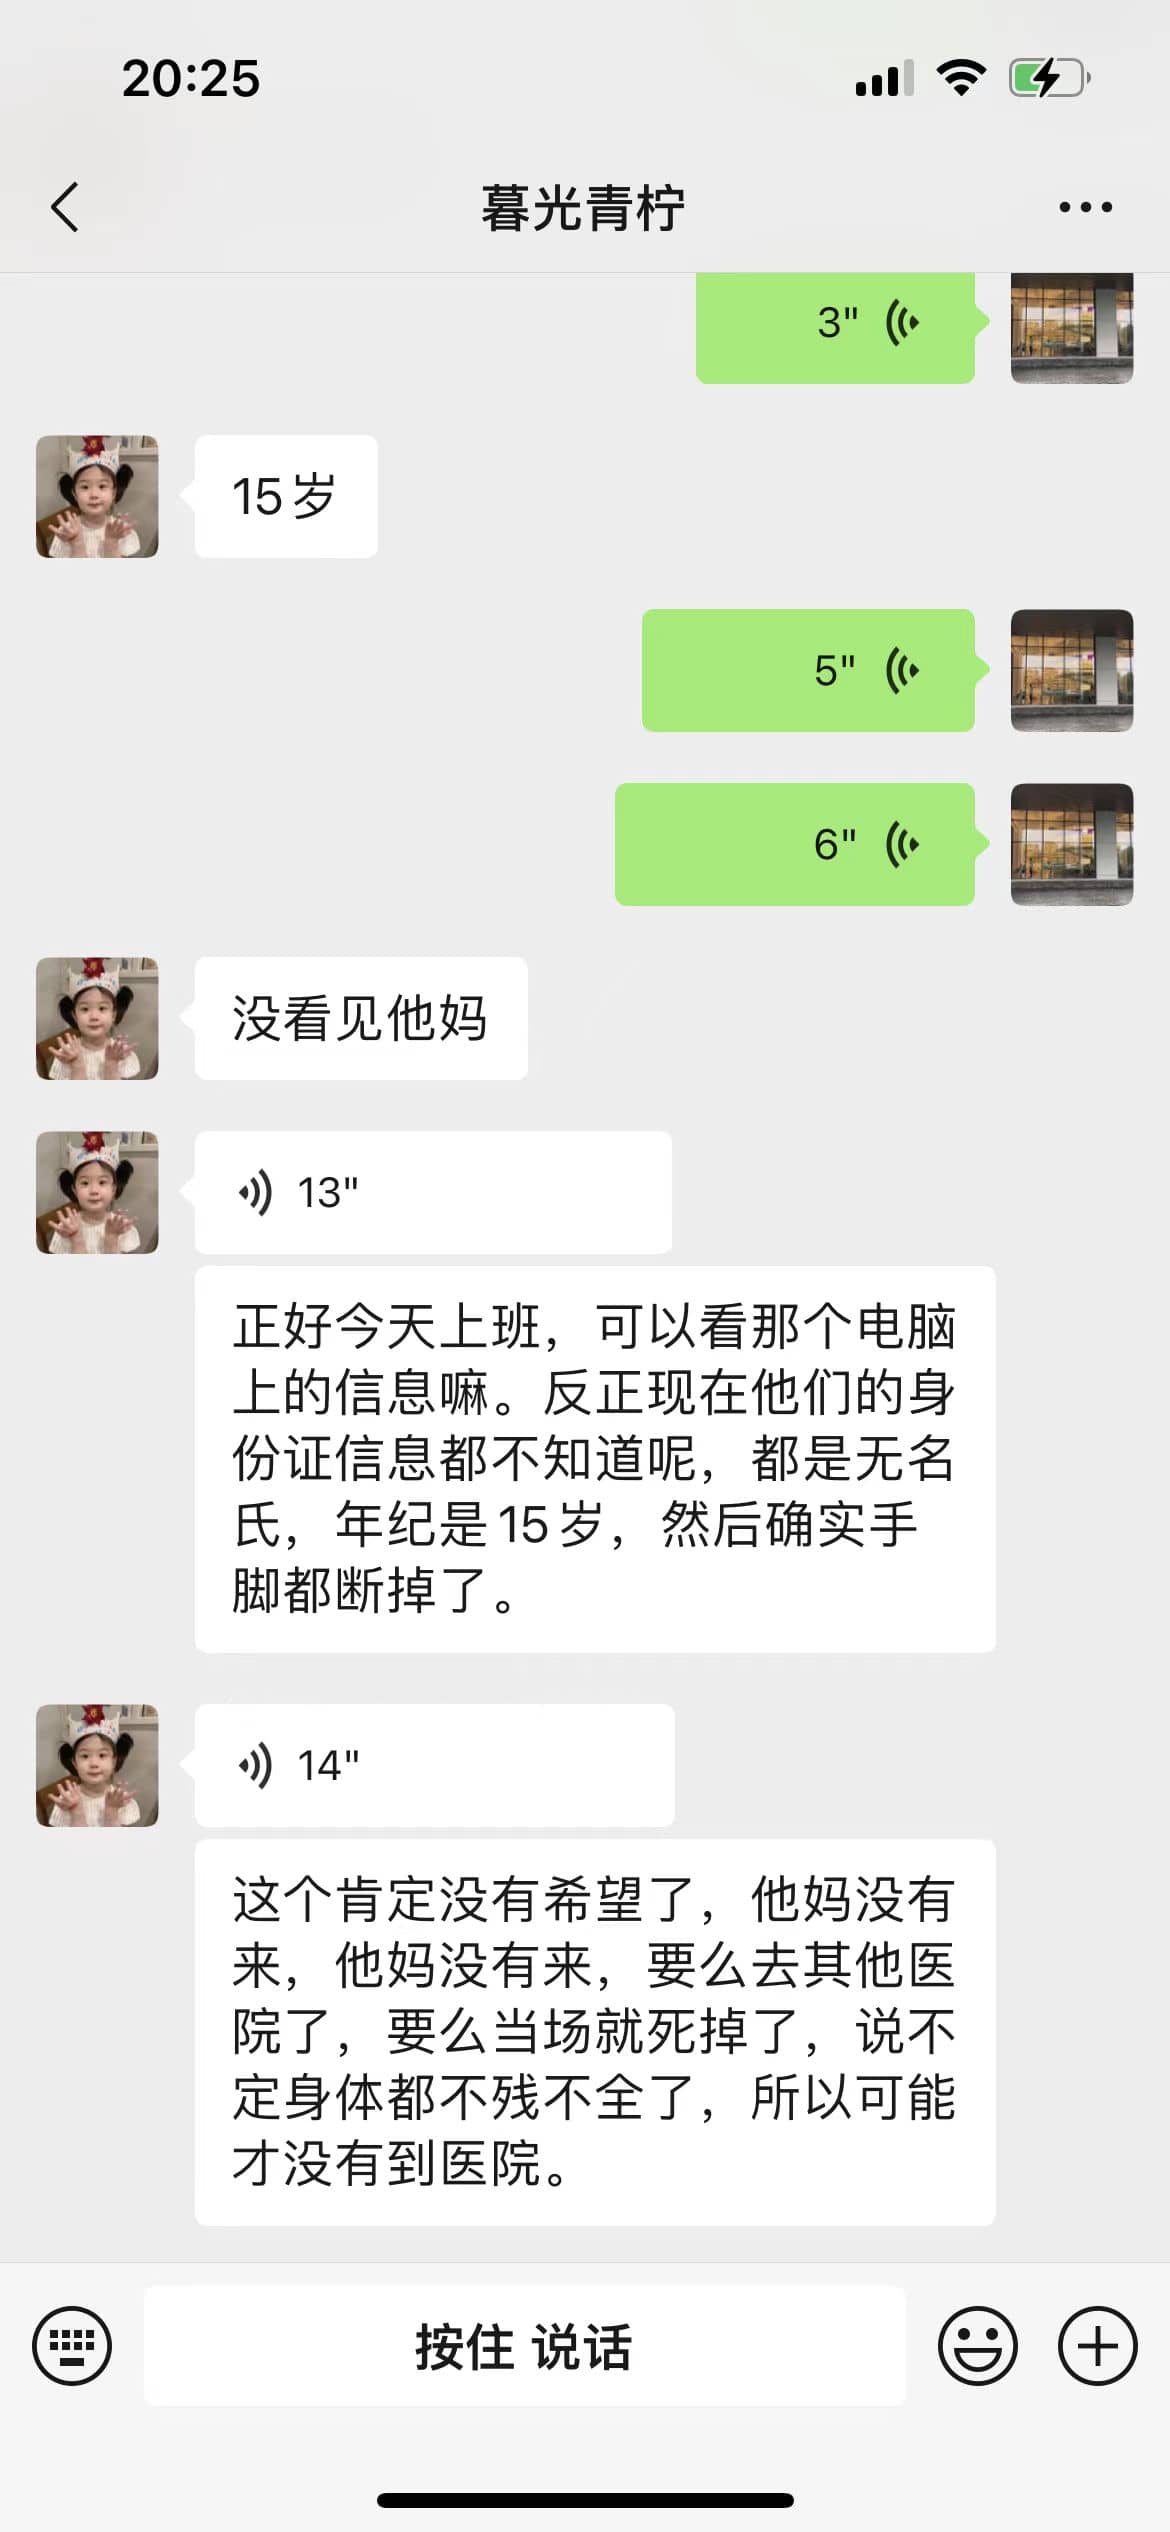 20:25
暮光青柠
3"
15岁
5"
6"
没看见他妈
13"
正好今天上班，可以看那个电脑
上的信息嘛。反正现在他们的身
份证信息都不知道呢，都是无名
氏，年纪是15岁，然后确实手
脚都断掉了。
14"
这个肯定没有希望了，他妈没有
来，他妈没有来，要么去其他医
院了，要么当场就死掉了，说不
定身体都不残不全了，所以可能
才没有到医院。
按住 说话